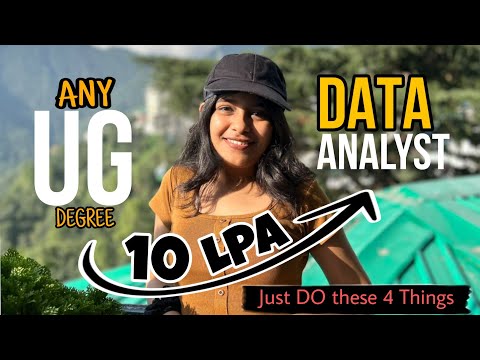 ANY
UG
DEGREE
DATA
ANALYST
10 LPA
Just DO these 4 Things